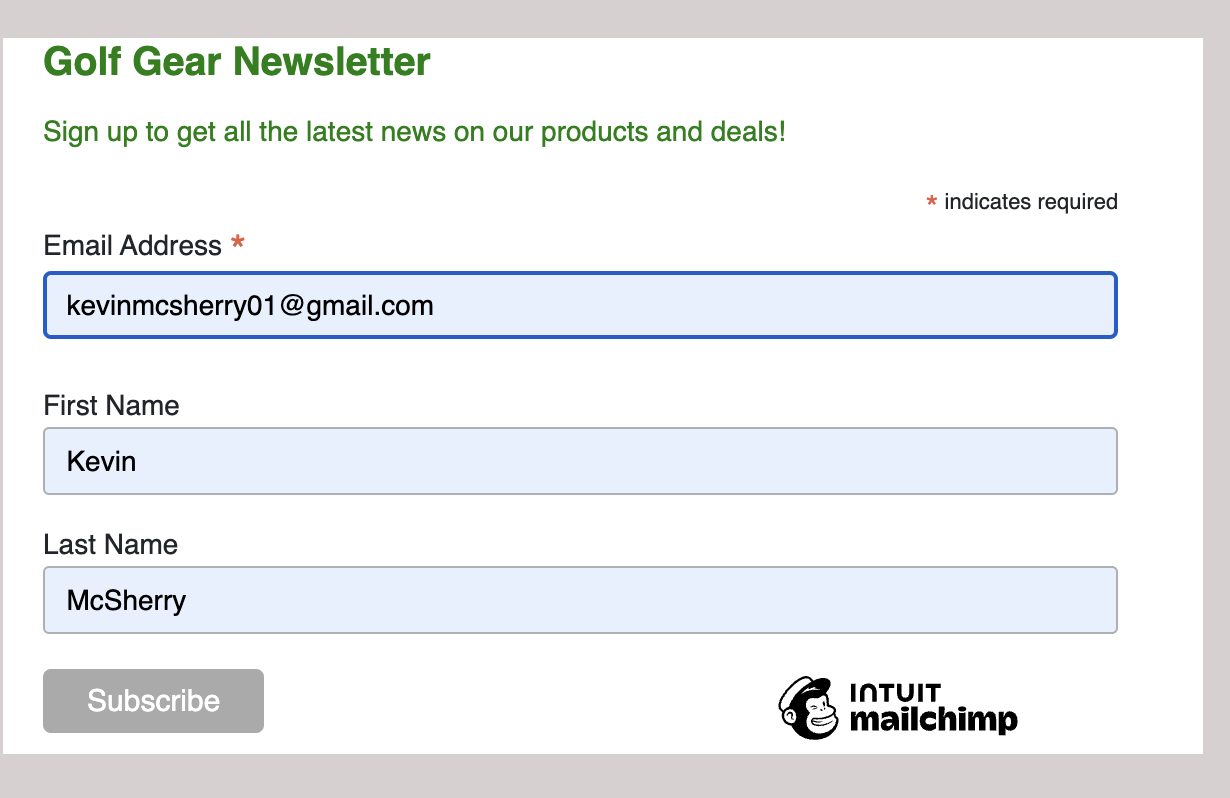 Golf Gear Newsletter
Sign up to get all the latest news on our products and deals!
* indicates required
Email Address *
kevinmcsherry01@gmail.com
First Name
Kevin
Last Name
McSherry
Subscribe
INTUIT
mailchimp